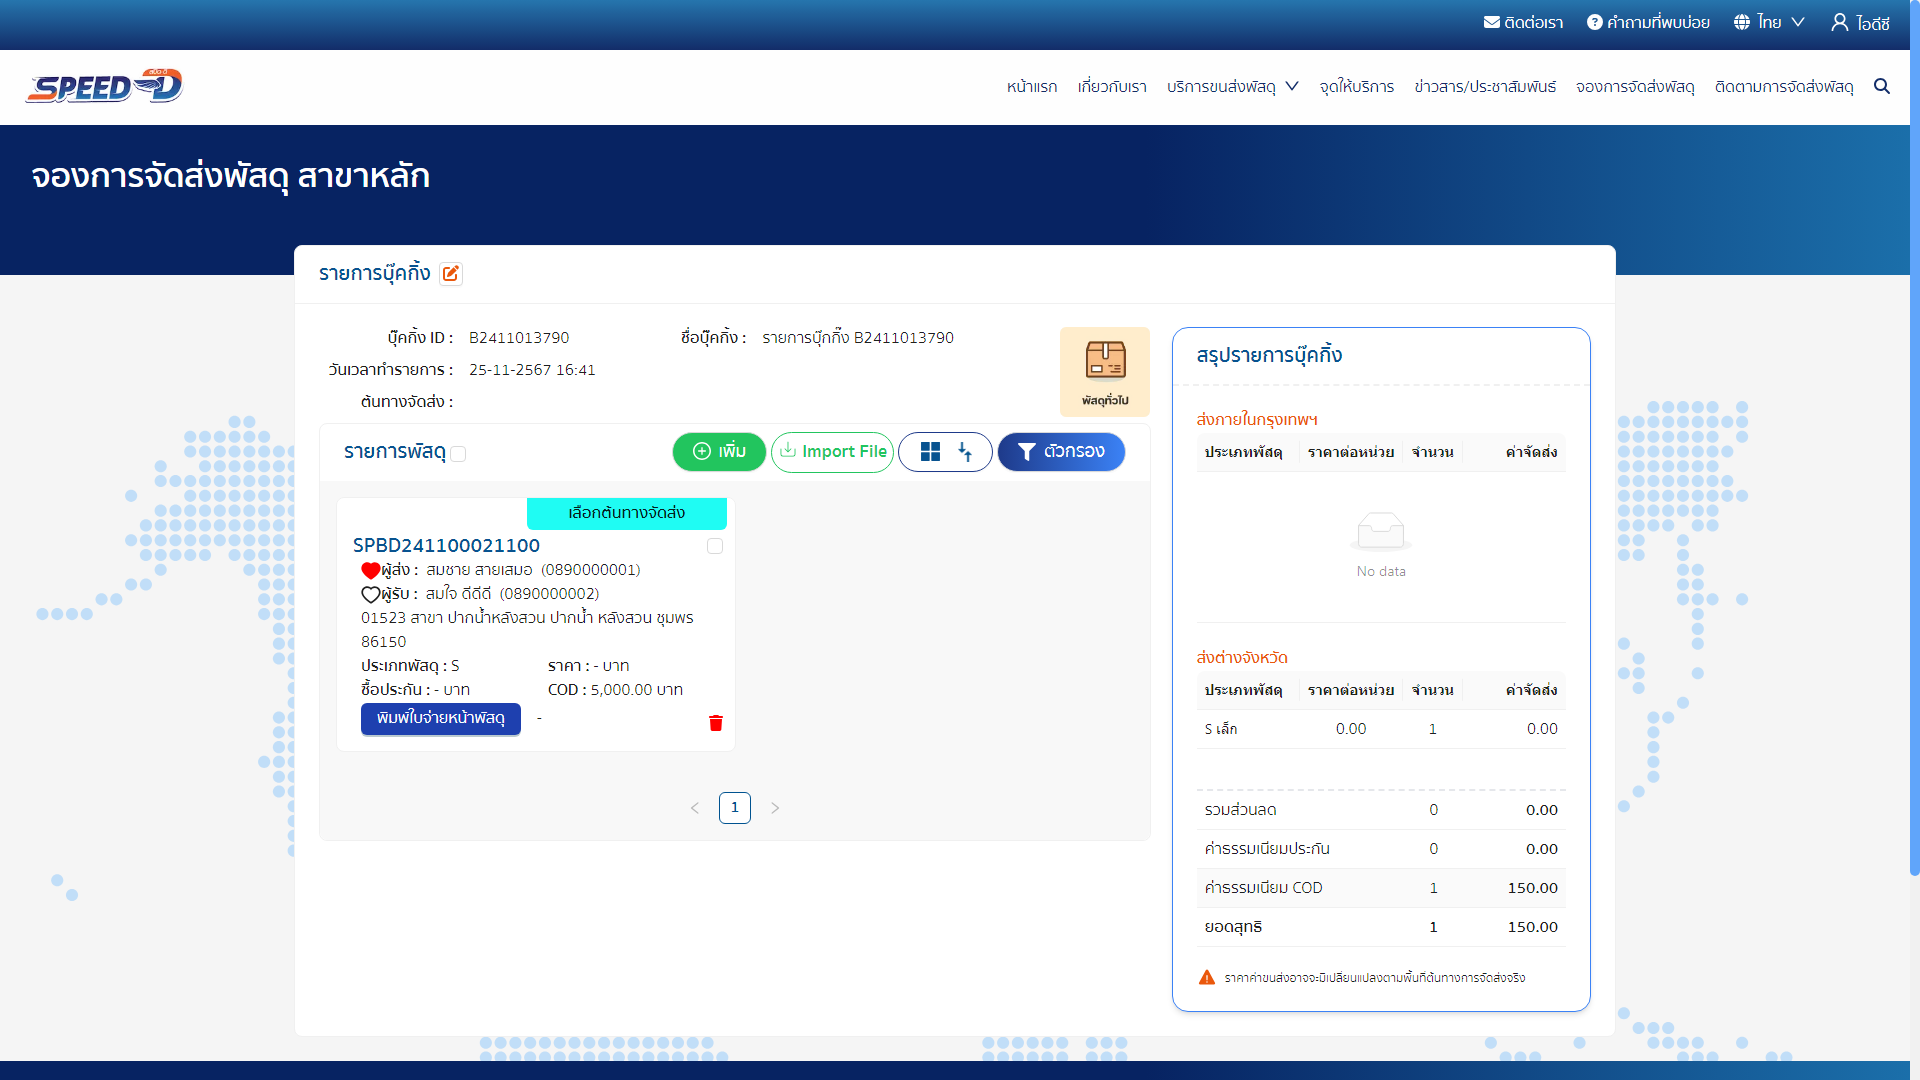 ติดต่อเรา คำถามที่พบบ่อย ไทย ไอดีซี
สปีด-ดี
SPEED-D
หน้าแรก เกี่ยวกับเรา บริการขนส่งพัสดุ จุดให้บริการ ข่าวสาร/ประชาสัมพันธ์ จองการจัดส่งพัสดุ ติดตามการจัดส่งพัสดุ
จองการจัดส่งพัสดุ สาขาหลัก
รายการบุ๊คกิ้ง
บุ๊คกิ้ง ID : B2411013790 ชื่อบุ๊คกิ้ง : รายการบุ๊กกิ๊ง B2411013790
วันเวลาทำรายการ : 25-11-2567 16:41
ต้นทางจัดส่ง :
พัสดุทั่วไป
รายการพัสดุ เพิ่ม Import File ตัวกรอง
เลือกต้นทางจัดส่ง
SPBD241100021100
ผู้ส่ง : สมชาย สายเสมอ (0890000001)
ผู้รับ : สมใจ ดีดีดี (0890000002)
01523 สาขา ปากน้ำหลังสวน ปากน้ำ หลังสวน ชุมพร
86150
ประเภทพัสดุ : S ราคา : - บาท
ซื้อประกัน : - บาท COD : 5,000.00 บาท
พิมพ์ใบจ่ายหน้าพัสดุ -
1
สรุปรายการบุ๊คกิ้ง
ส่งภายในกรุงเทพฯ
ประเภทพัสดุ ราคาต่อหน่วย จำนวน ค่าจัดส่ง
No data
ส่งต่างจังหวัด
ประเภทพัสดุ ราคาต่อหน่วย จำนวน ค่าจัดส่ง
S เล็ก 0.00 1 0.00
รวมส่วนลด 0 0.00
ค่าธรรมเนียมประกัน 0 0.00
ค่าธรรมเนียม COD 1 150.00
ยอดสุทธิ 1 150.00
ราคาค่าขนส่งอาจจะมีเปลี่ยนแปลงตามพื้นที่ต้นทางการจัดส่งจริง